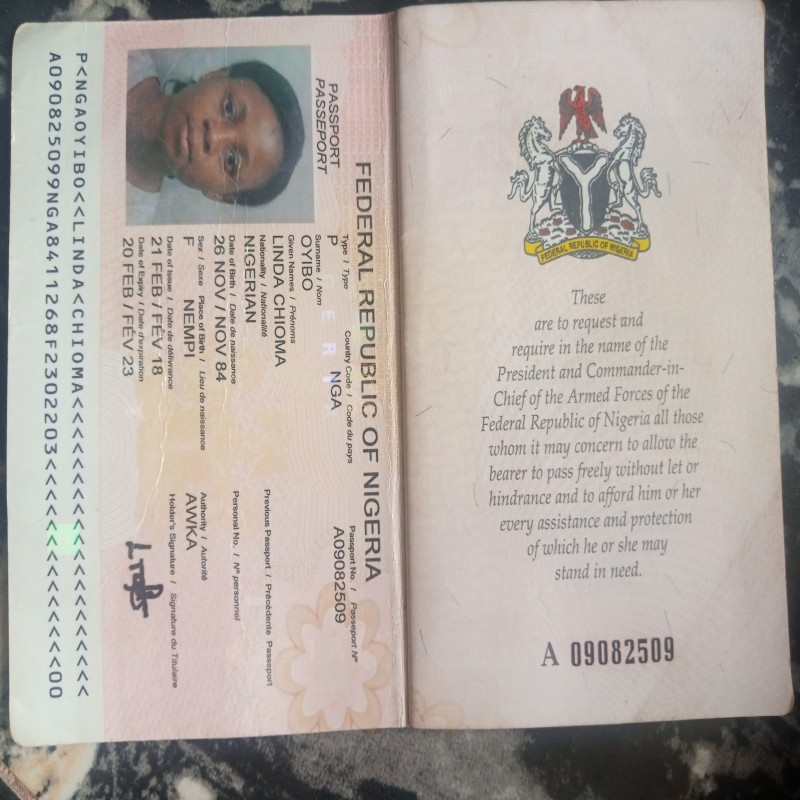 FEDERAL REPUBLIC OF NIGERIA
These
are to request and
require in the name of the
President and Commander-in-
Chief of the Armed Forces of the
Federal Republic of Nigeria all those
whom it may concern to allow the
bearer to pass freely without let or
hindrance and to afford him or her
every assistance and protection
of which he or she may
stand in need.
A 09082509
FEDERAL REPUBLIC OF NIGERIA
PASSPORT
PASSEPORT
Type / Type Country Code / Code du pays Passport No. / Passeport Nº
P NGA A09082509
Surname / Nom
OYIBO
Given Names / Prénoms
LINDA CHIOMA
Nationality / Nationalité Previous Passport / Précédente Passeport
NIGERIAN
Date of Birth / Date de naissance Personal No. / Nº personnel
26 NOV / NOV 84
Sex / Sexe Place of Birth / Lieu de naissance Authority / Autorité
F NEMPI AWKA
Date of Issue / Date de délivrance Holder's Signature / Signature du Titulaire
21 FEB / FÉV 18
Date of Expiry / Date d'expiration
20 FEB / FÉV 23
P<NGAOYIBO<<LINDA<CHIOMA<<<<<<<<<<<<<<<<<<<<
A090825099NGA8411268F2302203<<<<<<<<<<<<<<00